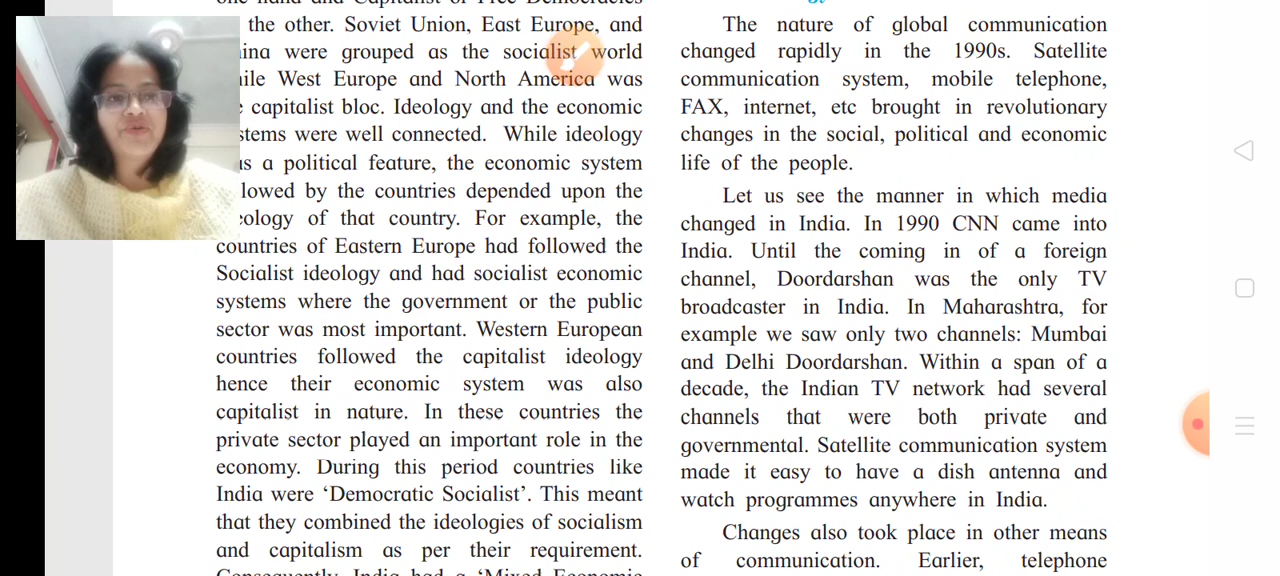 the other. Soviet Union, East Europe, and
were grouped as the socialist world
West Europe and North America was
capitalist bloc. Ideology and the economic
were well connected. While ideology
a political feature, the economic system
by the countries depended upon the
of that country. For example, the
countries of Eastern Europe had followed the
Socialist ideology and had socialist economic
systems where the government or the public
sector was most important. Western European
countries followed the capitalist ideology
hence their economic system was also
capitalist in nature. In these countries the
private sector played an important role in the
economy. During this period countries like
India were ‘Democratic Socialist’. This meant
that they combined the ideologies of socialism
and capitalism as per their requirement.
Consequently, India had a ‘Mixed Economic
The nature of global communication
changed rapidly in the 1990s. Satellite
communication system, mobile telephone,
FAX, internet, etc brought in revolutionary
changes in the social, political and economic
life of the people.
Let us see the manner in which media
changed in India. In 1990 CNN came into
India. Until the coming in of a foreign
channel, Doordarshan was the only TV
broadcaster in India. In Maharashtra, for
example we saw only two channels: Mumbai
and Delhi Doordarshan. Within a span of a
decade, the Indian TV network had several
channels that were both private and
governmental. Satellite communication system
made it easy to have a dish antenna and
watch programmes anywhere in India.
Changes also took place in other means
of communication. Earlier, telephone